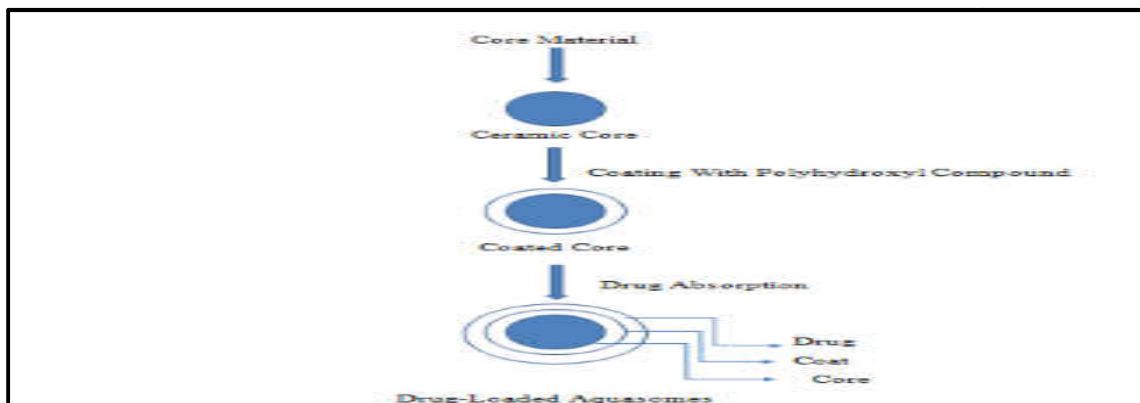 Core Material
Ceramic Core
Coating With Polyhydroxyl Compound
Coated Core
Drug Absorption
Drug
Coat
Core
Drug-Loaded Aquasomes